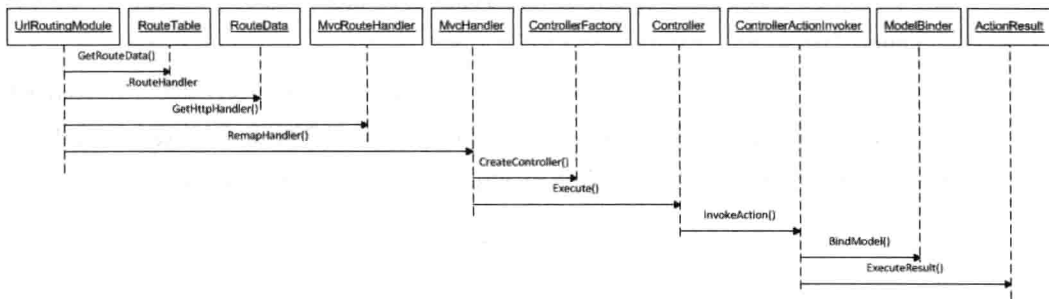 UrlRoutingModule RouteTable RouteData MvcRouteHandler MvcHandler ControllerFactory Controller ControllerActionInvoker ModelBinder ActionResult
GetRouteData()
.RouteHandler
GetHttpHandler()
RemapHandler()
CreateController()
Execute()
InvokeAction()
BindModel()
ExecuteResult()